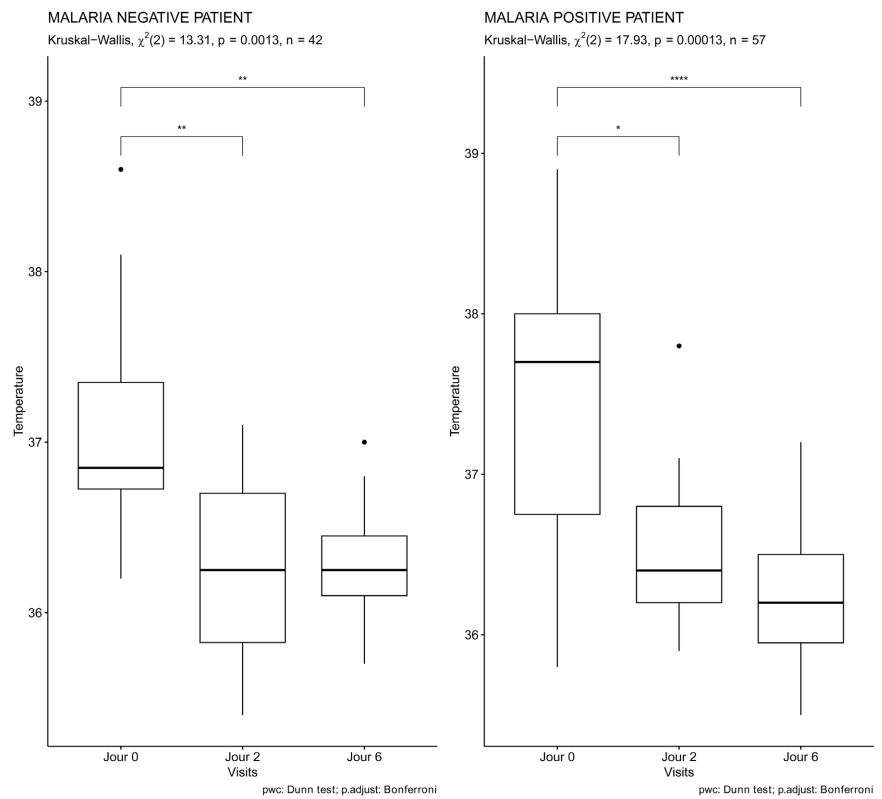 MALARIA NEGATIVE PATIENT
Kruskal−Wallis, χ²(2) = 13.31, p = 0.0013, n = 42
**
**
39
38
37
36
Temperature
Jour 0 Jour 2 Jour 6
Visits
pwc: Dunn test; p.adjust: Bonferroni
MALARIA POSITIVE PATIENT
Kruskal−Wallis, χ²(2) = 17.93, p = 0.00013, n = 57
****
*
39
38
37
36
Temperature
Jour 0 Jour 2 Jour 6
Visits
pwc: Dunn test; p.adjust: Bonferroni